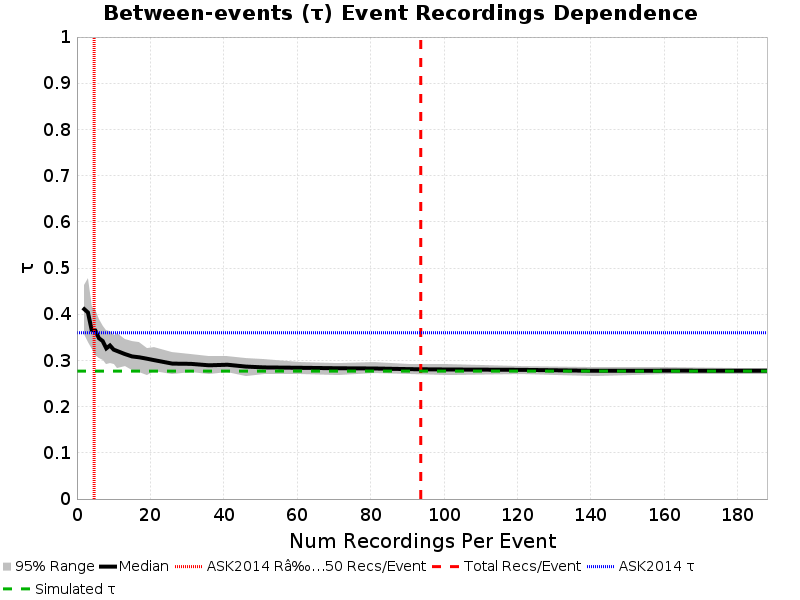 Between-events (τ) Event Recordings Dependence
1
0.9
0.8
0.7
0.6
0.5
0.4
0.3
0.2
0.1
0
τ
0 20 40 60 80 100 120 140 160 180
Num Recordings Per Event
95% Range Median ASK2014 Râ‰…50 Recs/Event Total Recs/Event ASK2014 τ
Simulated τ